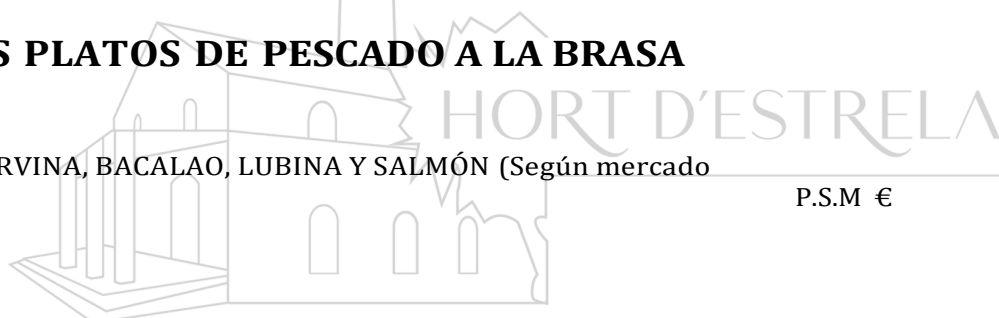 S PLATOS DE PESCADO A LA BRASA
HORT D'ESTRELA
RVINA, BACALAO, LUBINA Y SALMÓN (Según mercado
P.S.M €